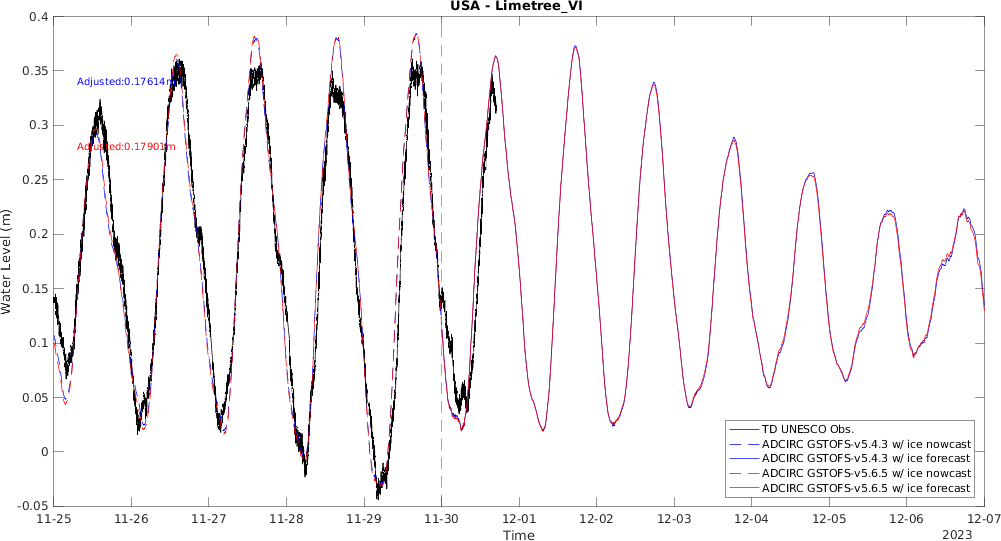 USA - Limetree_VI
0.4
0.35
0.3
0.25
0.2
0.15
0.1
0.05
0
-0.05
Water Level (m)
Adjusted:0.17614m
Adjusted:0.17901m
TD UNESCO Obs.
ADCIRC GSTOFS-v5.4.3 w/ ice nowcast
ADCIRC GSTOFS-v5.4.3 w/ ice forecast
ADCIRC GSTOFS-v5.6.5 w/ ice nowcast
ADCIRC GSTOFS-v5.6.5 w/ ice forecast
11-25 11-26 11-27 11-28 11-29 11-30 12-01 12-02 12-03 12-04 12-05 12-06 12-07
Time
2023